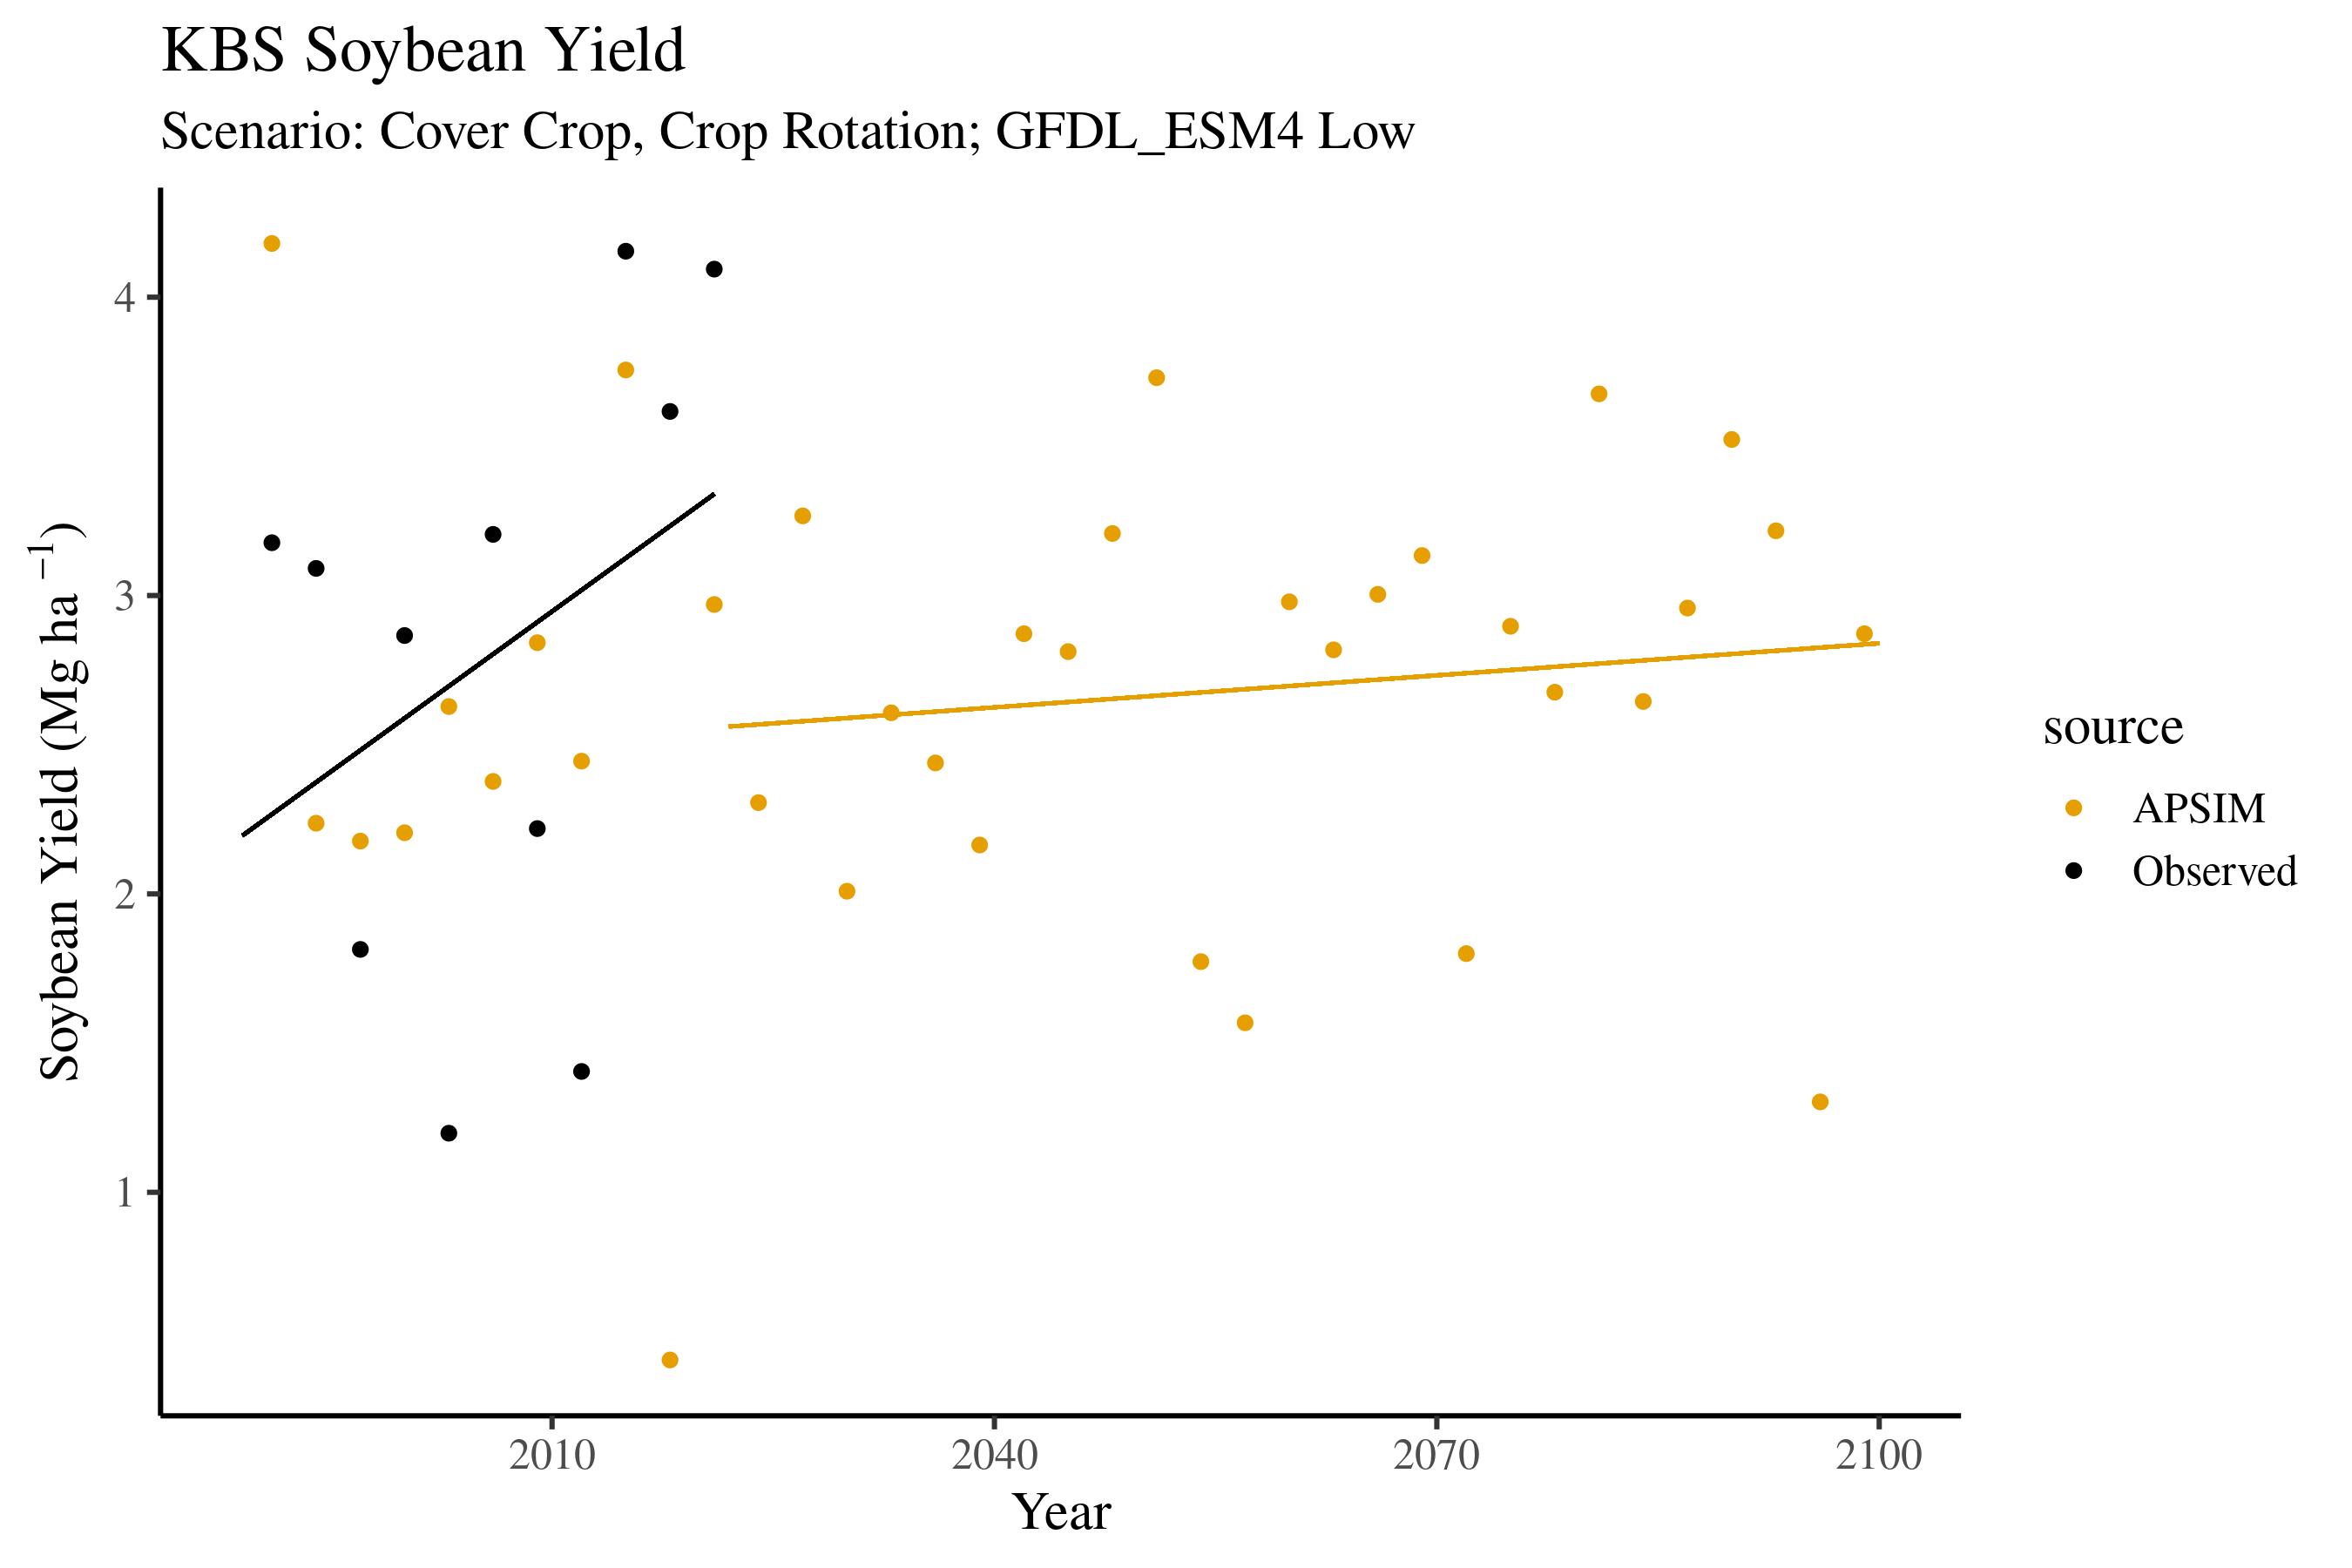 KBS Soybean Yield
Scenario: Cover Crop, Crop Rotation; GFDL_ESM4 Low
Soybean Yield (Mg ha⁻¹)
4
3
2
1
2010 2040 2070 2100
Year
source
APSIM
Observed